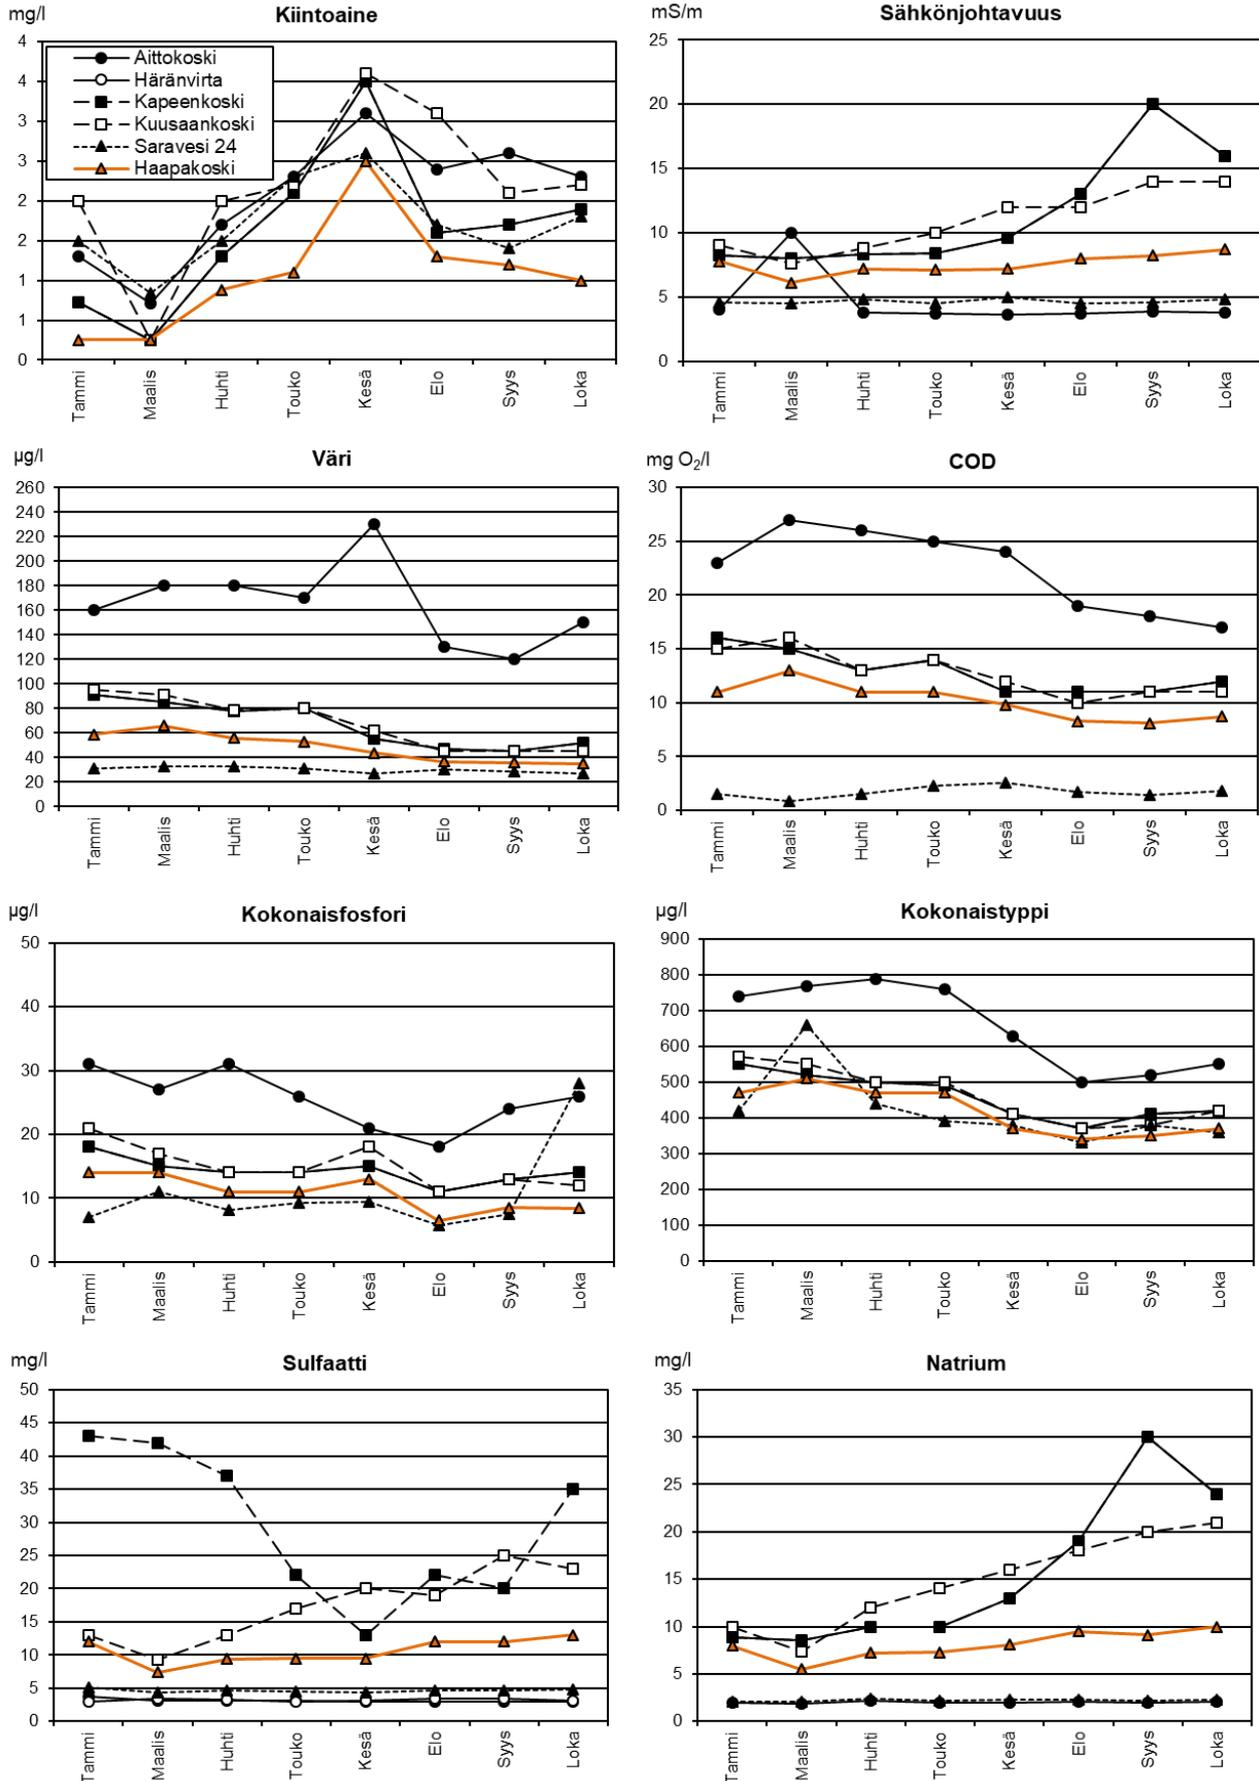 mg/l
Kiintoaine
4
4
3
3
2
2
1
1
0
Aittokoski
Häränvirta
Kapeenkoski
Kuusaankoski
Saravesi 24
Haapakoski
Tammi
Maalis
Huhti
Touko
Kesä
Elo
Syys
Loka
mS/m
Sähkönjohtavuus
25
20
15
10
5
0
Tammi
Maalis
Huhti
Touko
Kesä
Elo
Syys
Loka
µg/l
Väri
260
240
220
200
180
160
140
120
100
80
60
40
20
0
Tammi
Maalis
Huhti
Touko
Kesä
Elo
Syys
Loka
mg O₂/l
COD
30
25
20
15
10
5
0
Tammi
Maalis
Huhti
Touko
Kesä
Elo
Syys
Loka
µg/l
Kokonaisfosfori
50
40
30
20
10
0
Tammi
Maalis
Huhti
Touko
Kesä
Elo
Syys
Loka
µg/l
Kokonaistyppi
900
800
700
600
500
400
300
200
100
0
Tammi
Maalis
Huhti
Touko
Kesä
Elo
Syys
Loka
mg/l
Sulfaatti
50
45
40
35
30
25
20
15
10
5
0
Tammi
Maalis
Huhti
Touko
Kesä
Elo
Syys
Loka
mg/l
Natrium
35
30
25
20
15
10
5
0
Tammi
Maalis
Huhti
Touko
Kesä
Elo
Syys
Loka